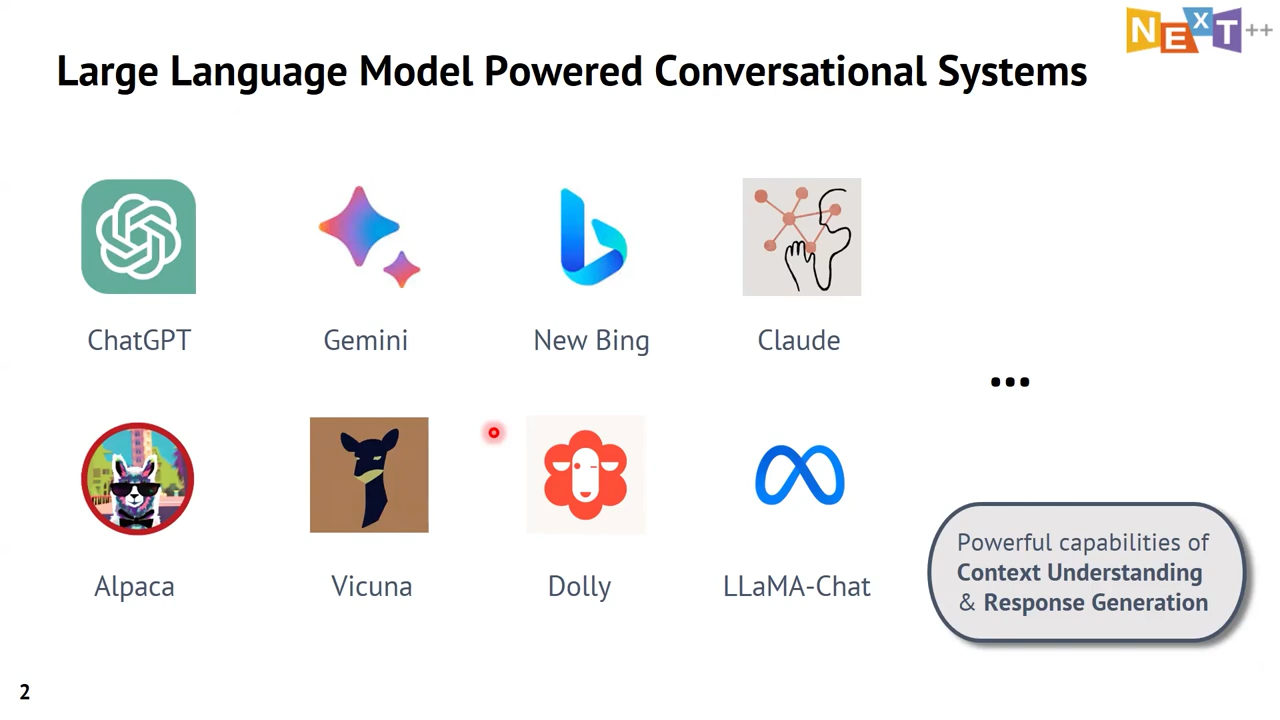 NEXT++
Large Language Model Powered Conversational Systems
ChatGPT
Gemini
New Bing
Claude
...
Alpaca
Vicuna
Dolly
LLaMA-Chat
Powerful capabilities of
Context Understanding
& Response Generation
2